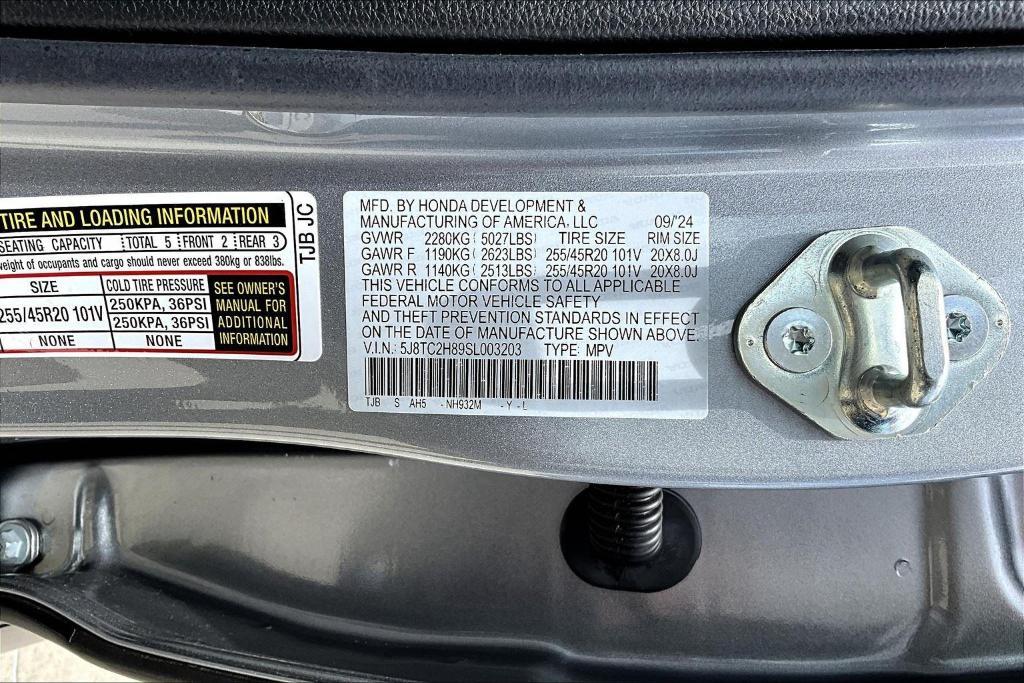 TIRE AND LOADING INFORMATION
SEATING CAPACITY TOTAL 5 FRONT 2 REAR 3
weight of occupants and cargo should never exceed 380kg or 838lbs.
SIZE COLD TIRE PRESSURE
255/45R20 101V 250KPA, 36PSI
250KPA, 36PSI
NONE NONE
SEE OWNER'S
MANUAL FOR
ADDITIONAL
INFORMATION
TJB JC
MFD. BY HONDA DEVELOPMENT &
MANUFACTURING OF AMERICA, LLC 09/'24
GVWR 2280KG (5027LBS) TIRE SIZE RIM SIZE
GAWR F 1190KG (2623LBS) 255/45R20 101V 20X8.0J
GAWR R 1140KG (2513LBS) 255/45R20 101V 20X8.0J
THIS VEHICLE CONFORMS TO ALL APPLICABLE
FEDERAL MOTOR VEHICLE SAFETY
AND THEFT PREVENTION STANDARDS IN EFFECT
ON THE DATE OF MANUFACTURE SHOWN ABOVE.
V.I.N.: 5J8TC2H89SL003203 TYPE: MPV
TJB S AH5 - NH932M - Y - L